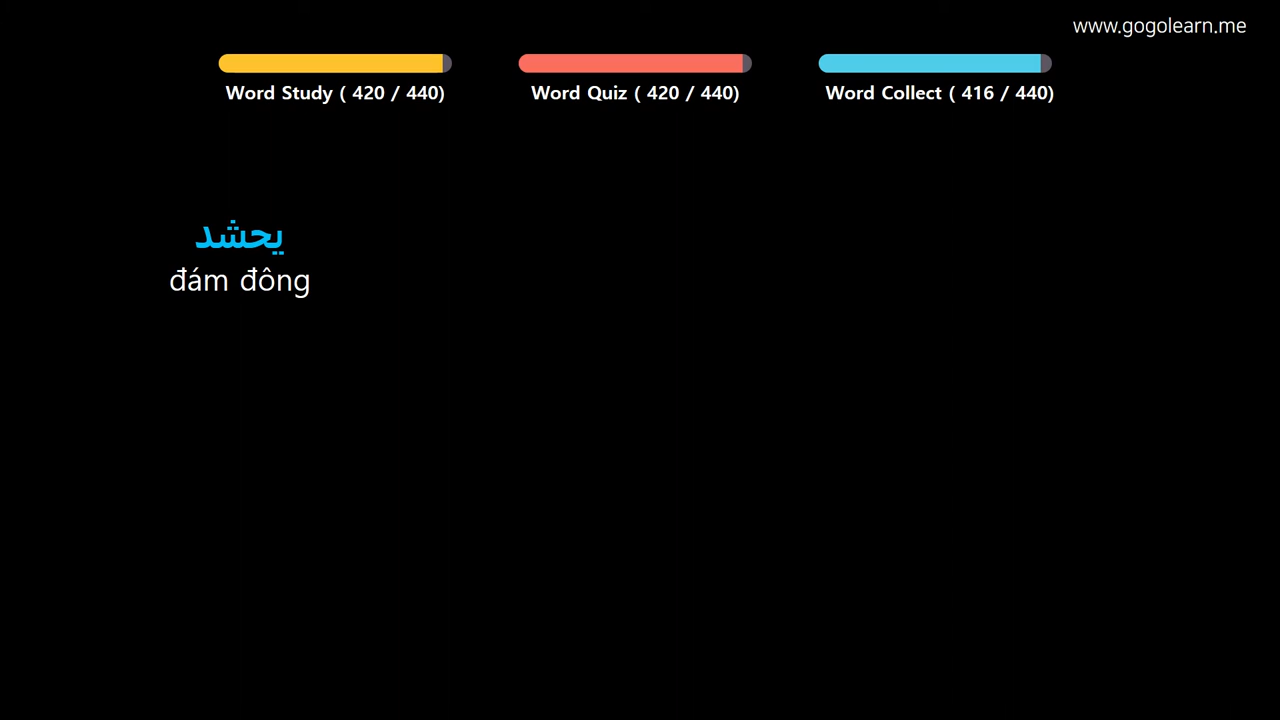 www.gogolearn.me
Word Study ( 420 / 440)
Word Quiz ( 420 / 440)
Word Collect ( 416 / 440)
يحشد
đám đông